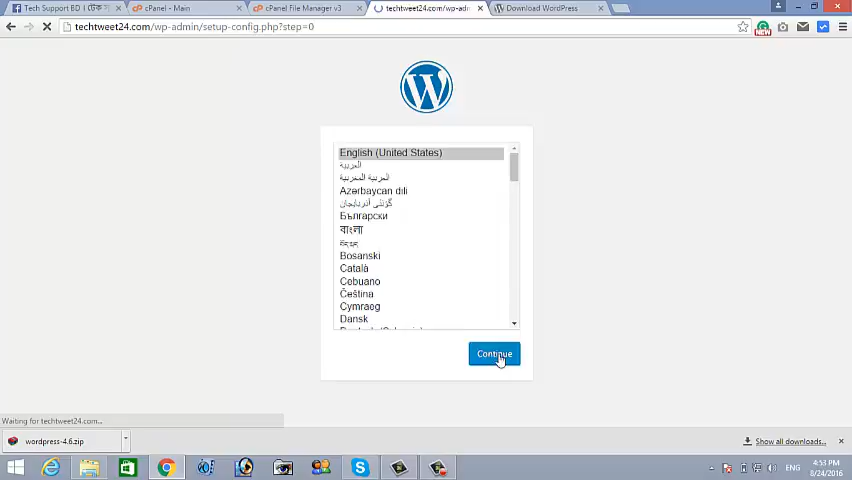 Tech Support BD | টেক
cPanel - Main
cPanel File Manager v3
techtweet24.com/wp-adm
Download WordPress
techtweet24.com/wp-admin/setup-config.php?step=0
NEW
W
English (United States)
العربية
العربية المغربية
Azərbaycan dili
گؤنئی آذربایجان
Български
বাংলা
བོད་ཡིག
Bosanski
Català
Cebuano
Čeština
Cymraeg
Dansk
Continue
Waiting for techtweet24.com...
wordpress-4.6.zip
Show all downloads...
ENG
4:53 PM
8/24/2016